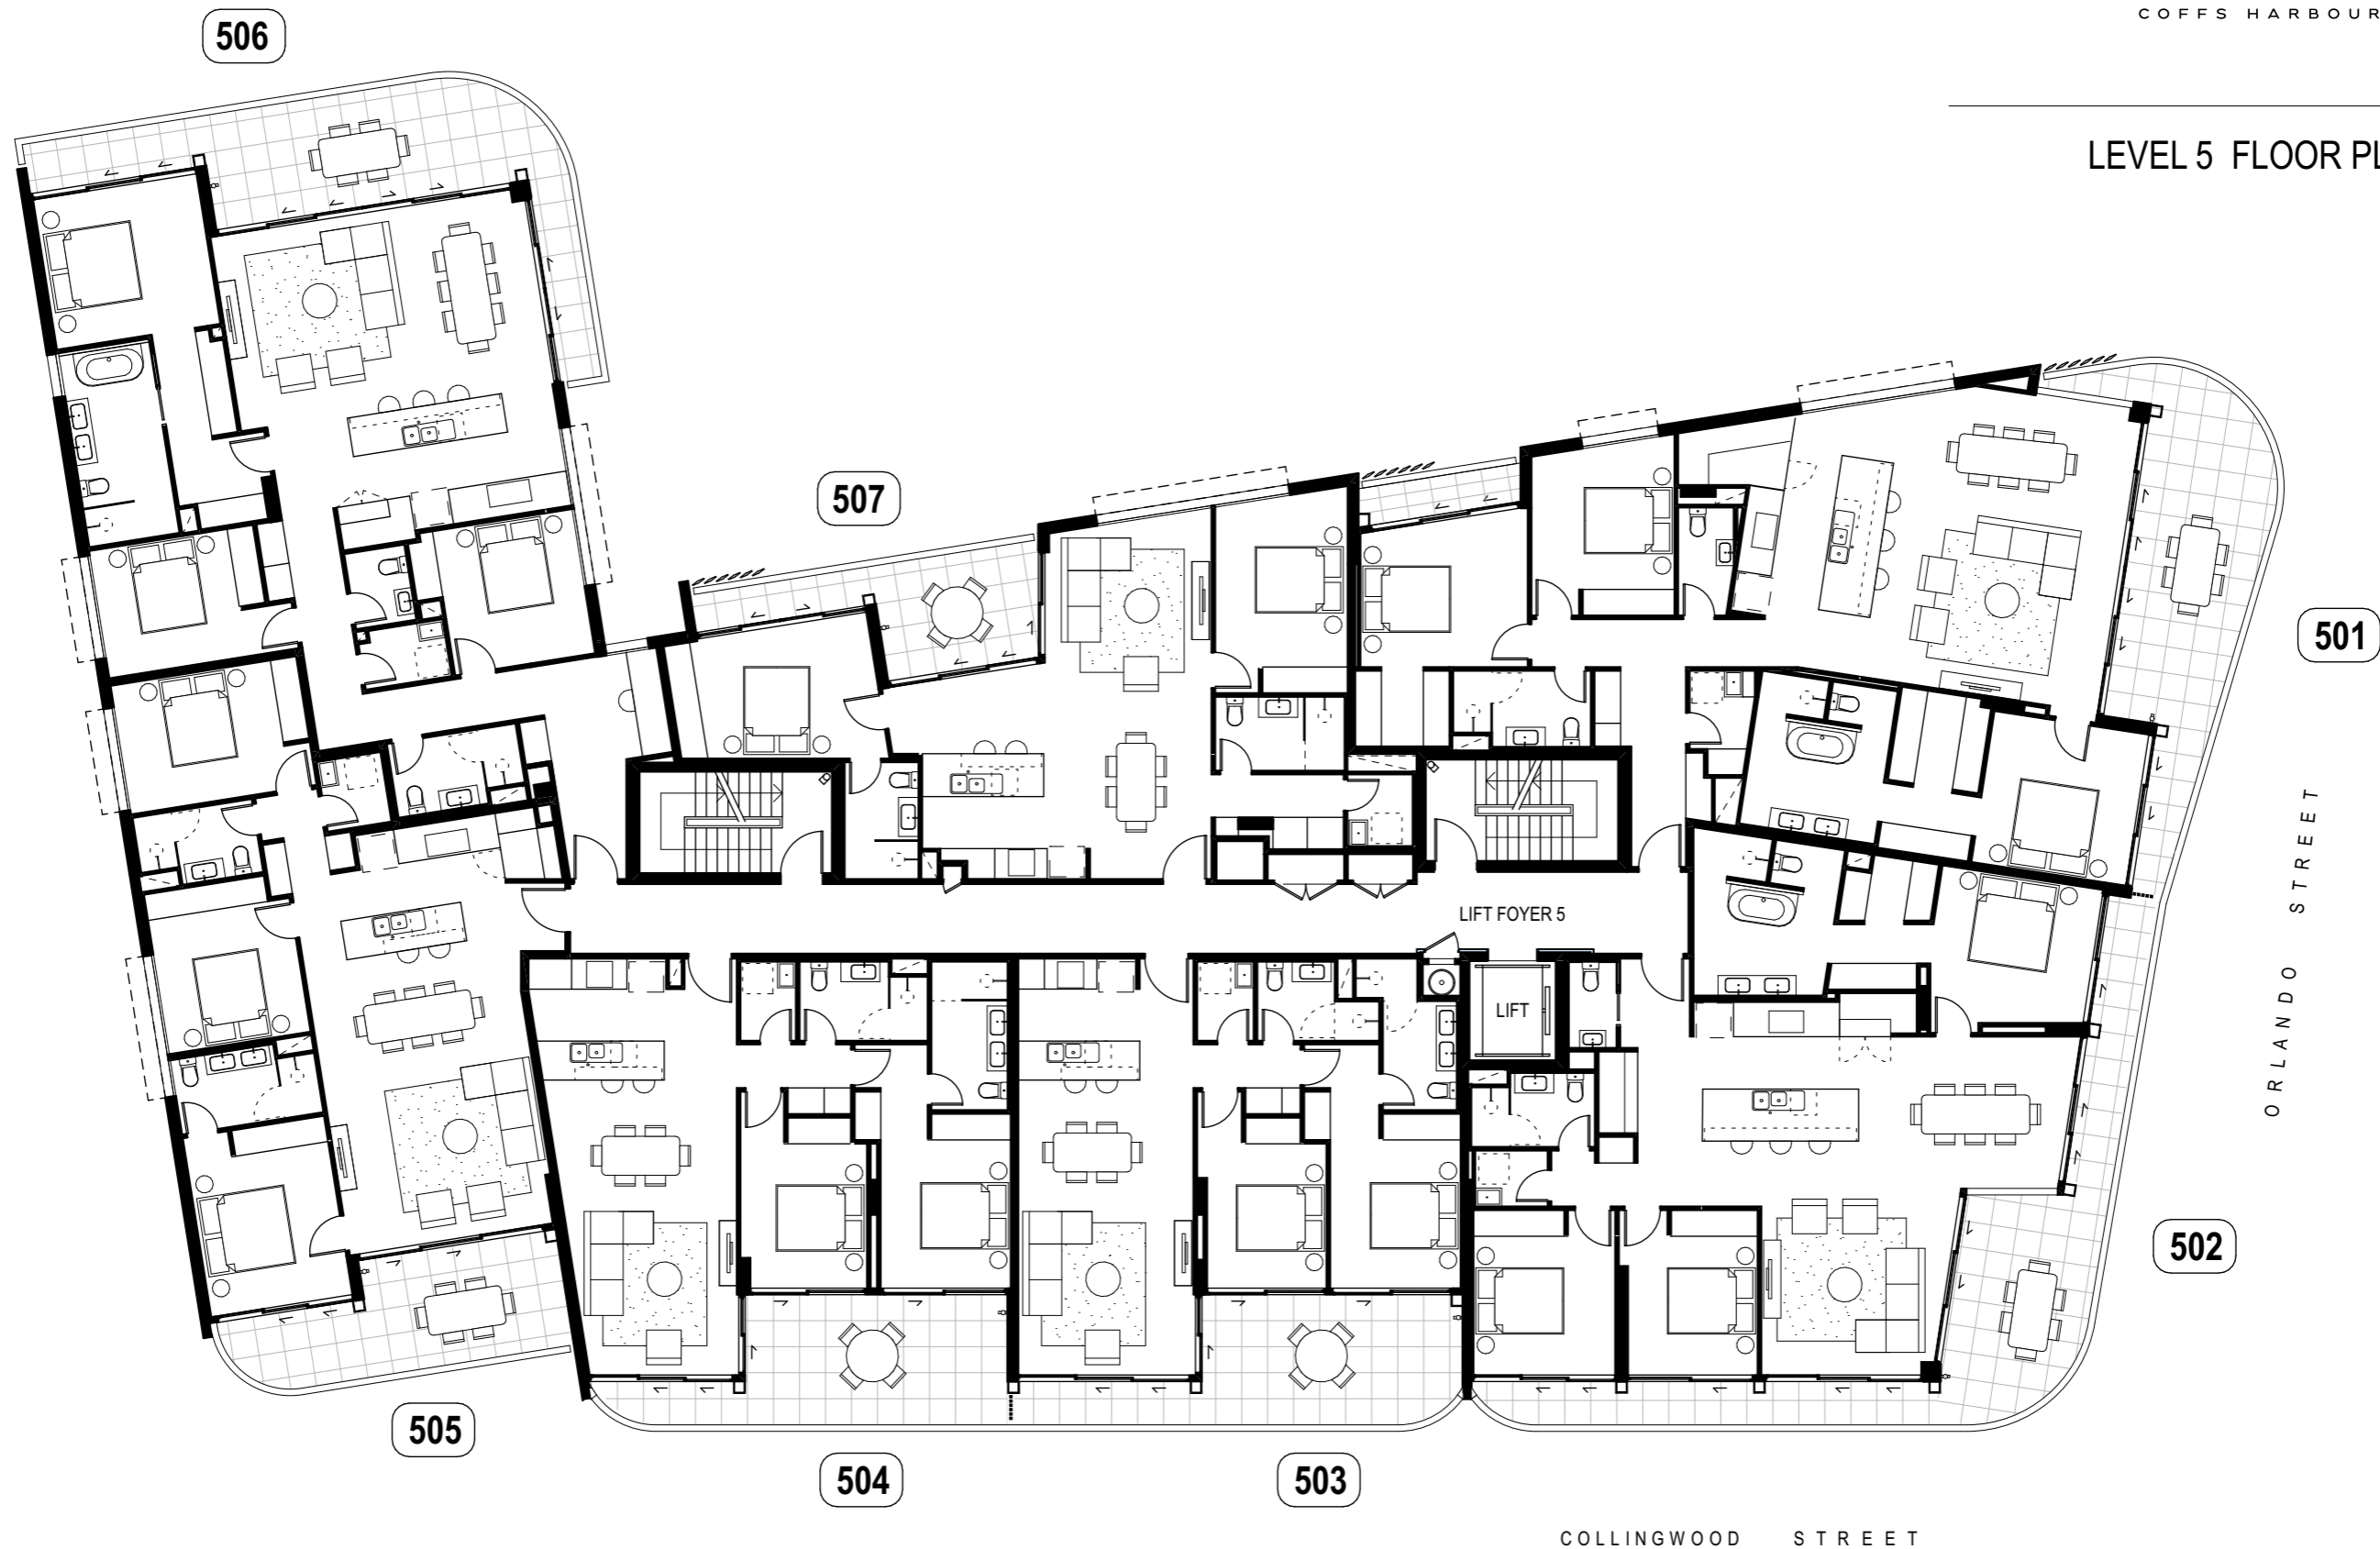 COFFS HARBOUR
LEVEL 5 FLOOR PL
506
507
501
LIFT FOYER 5
LIFT
ORLANDO STREET
502
505
504
503
COLLINGWOOD STREET